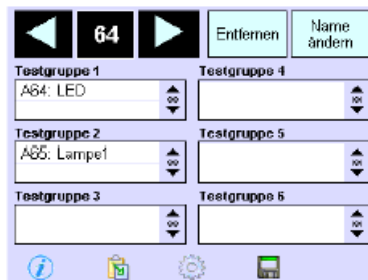 64
Entfernen
Name
ändern
Testgruppe 1
Testgruppe 4
A64: LED
Testgruppe 2
Testgruppe 5
A65: Lampe1
Testgruppe 3
Testgruppe 6